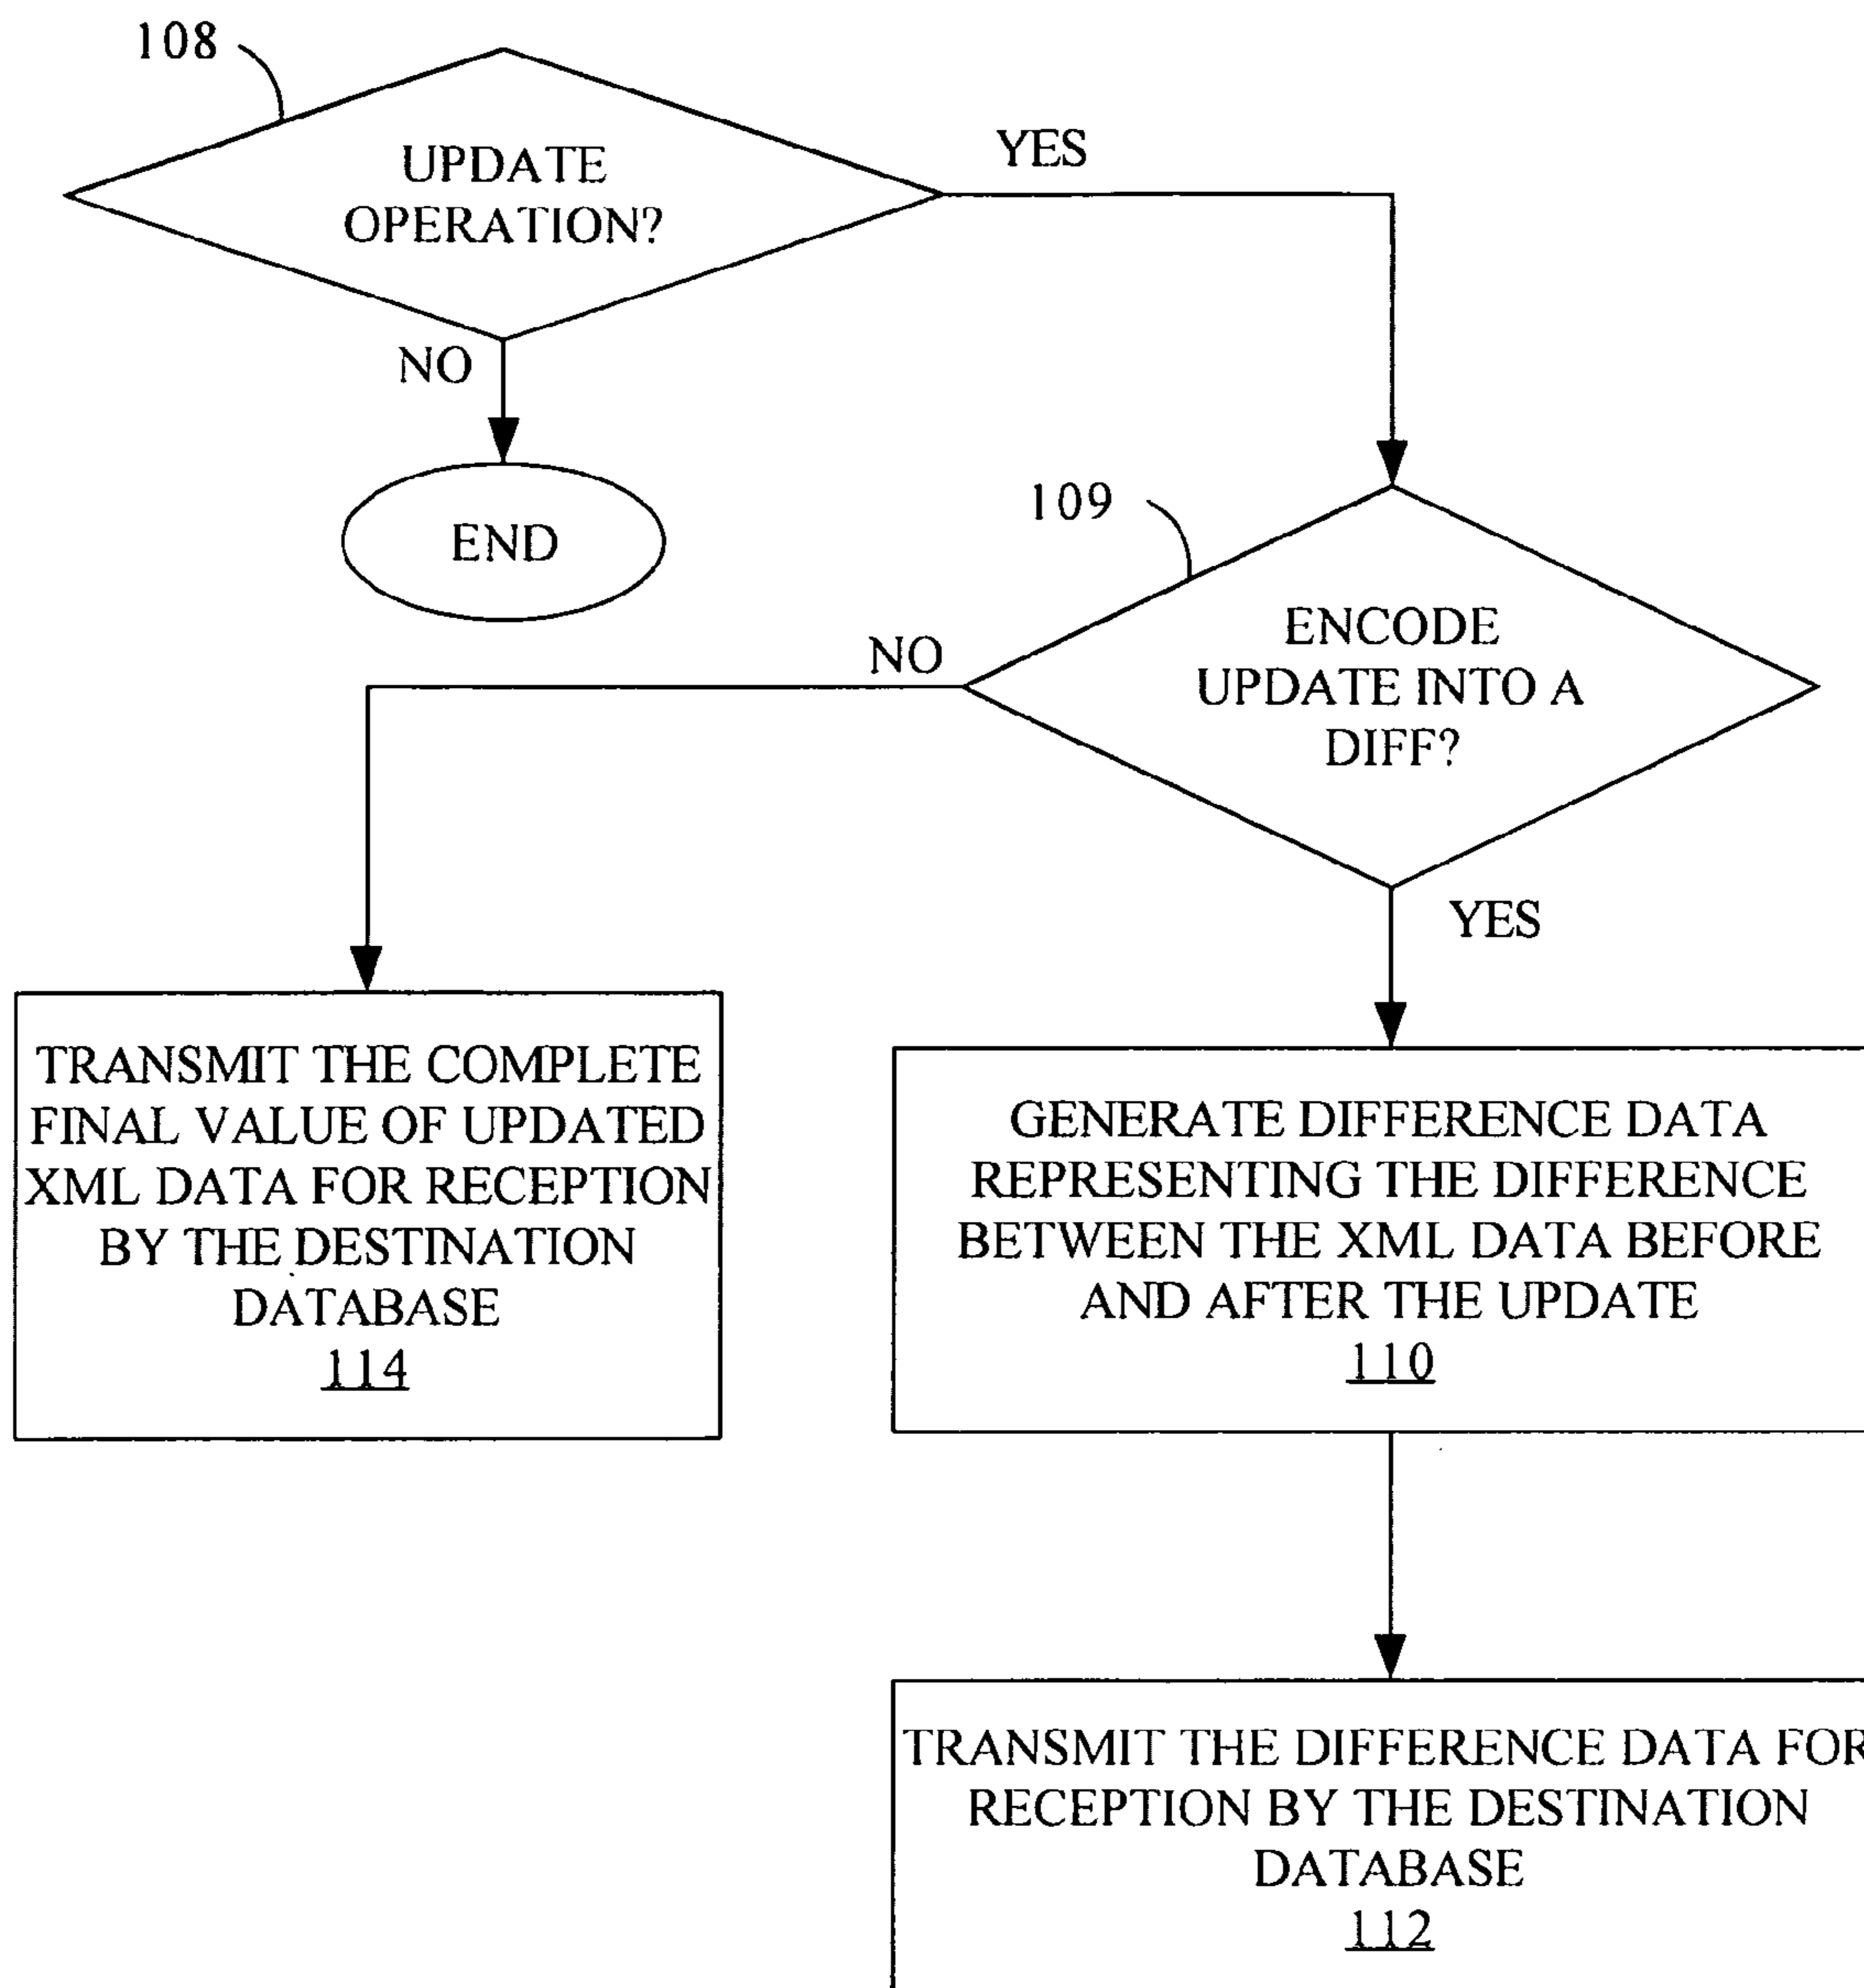 108
UPDATE
OPERATION?
YES
NO
END
109
ENCODE
UPDATE INTO A
DIFF?
NO
YES
TRANSMIT THE COMPLETE
FINAL VALUE OF UPDATED
XML DATA FOR RECEPTION
BY THE DESTINATION
DATABASE
114
GENERATE DIFFERENCE DATA
REPRESENTING THE DIFFERENCE
BETWEEN THE XML DATA BEFORE
AND AFTER THE UPDATE
110
TRANSMIT THE DIFFERENCE DATA FOR
RECEPTION BY THE DESTINATION
DATABASE
112